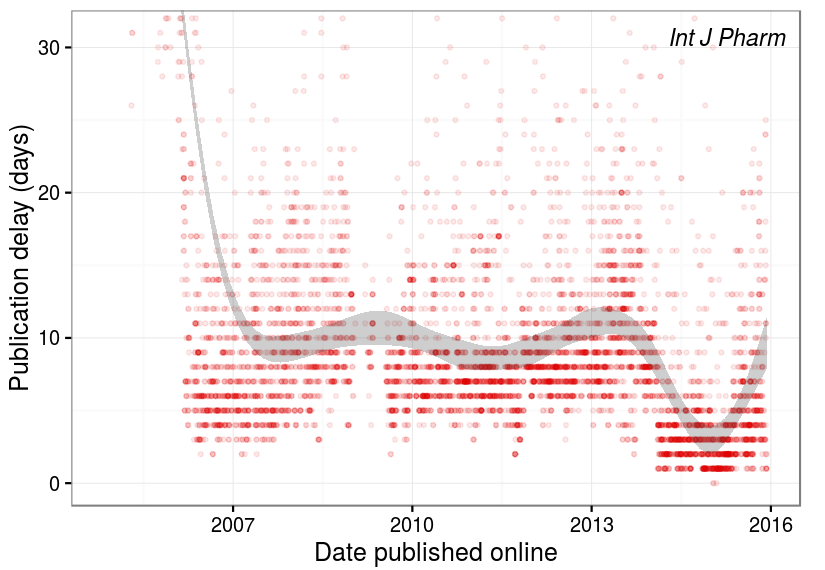 Int J Pharm
Publication delay (days)
30
20
10
0
2007 2010 2013 2016
Date published online